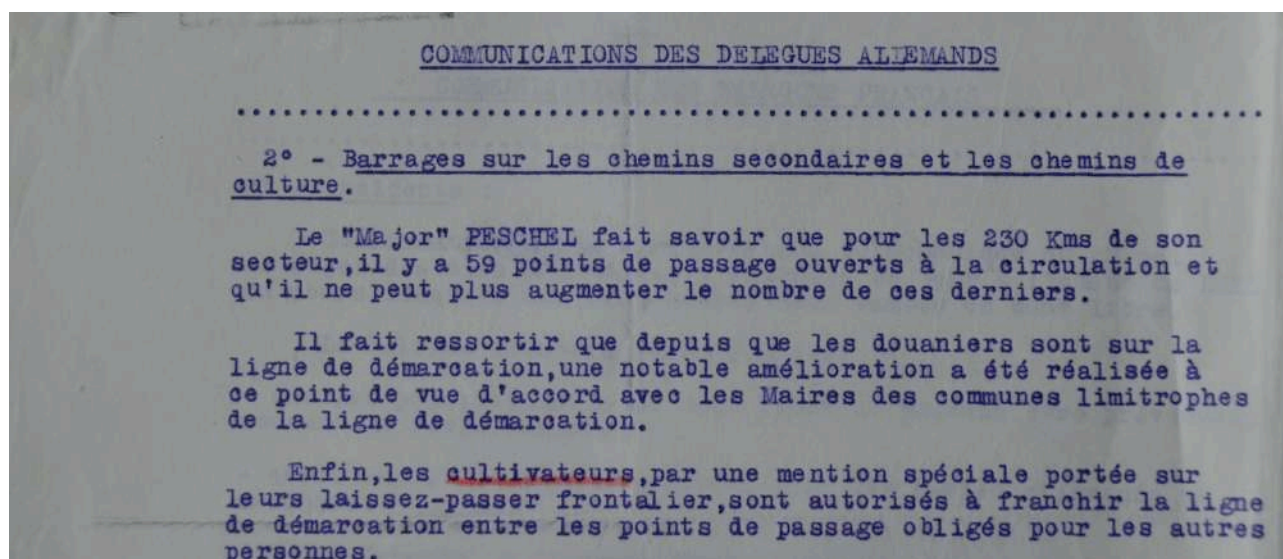 COMMUNICATIONS DES DELEGUES ALLEMANDS
2° - Barrages sur les chemins secondaires et les chemins de
culture.
Le "Major" PESCHEL fait savoir que pour les 230 Kms de son
secteur,il y a 59 points de passage ouverts à la circulation et
qu'il ne peut plus augmenter le nombre de ces derniers.
Il fait ressortir que depuis que les douaniers sont sur la
ligne de démarcation,une notable amélioration a été réalisée à
ce point de vue d'accord avec les Maires des communes limitrophes
de la ligne de démarcation.
Enfin,les cultivateurs,par une mention spéciale portée sur
leurs laissez-passer frontalier,sont autorisés à franchir la ligne
de démarcation entre les points de passage obligés pour les autres
personnes.